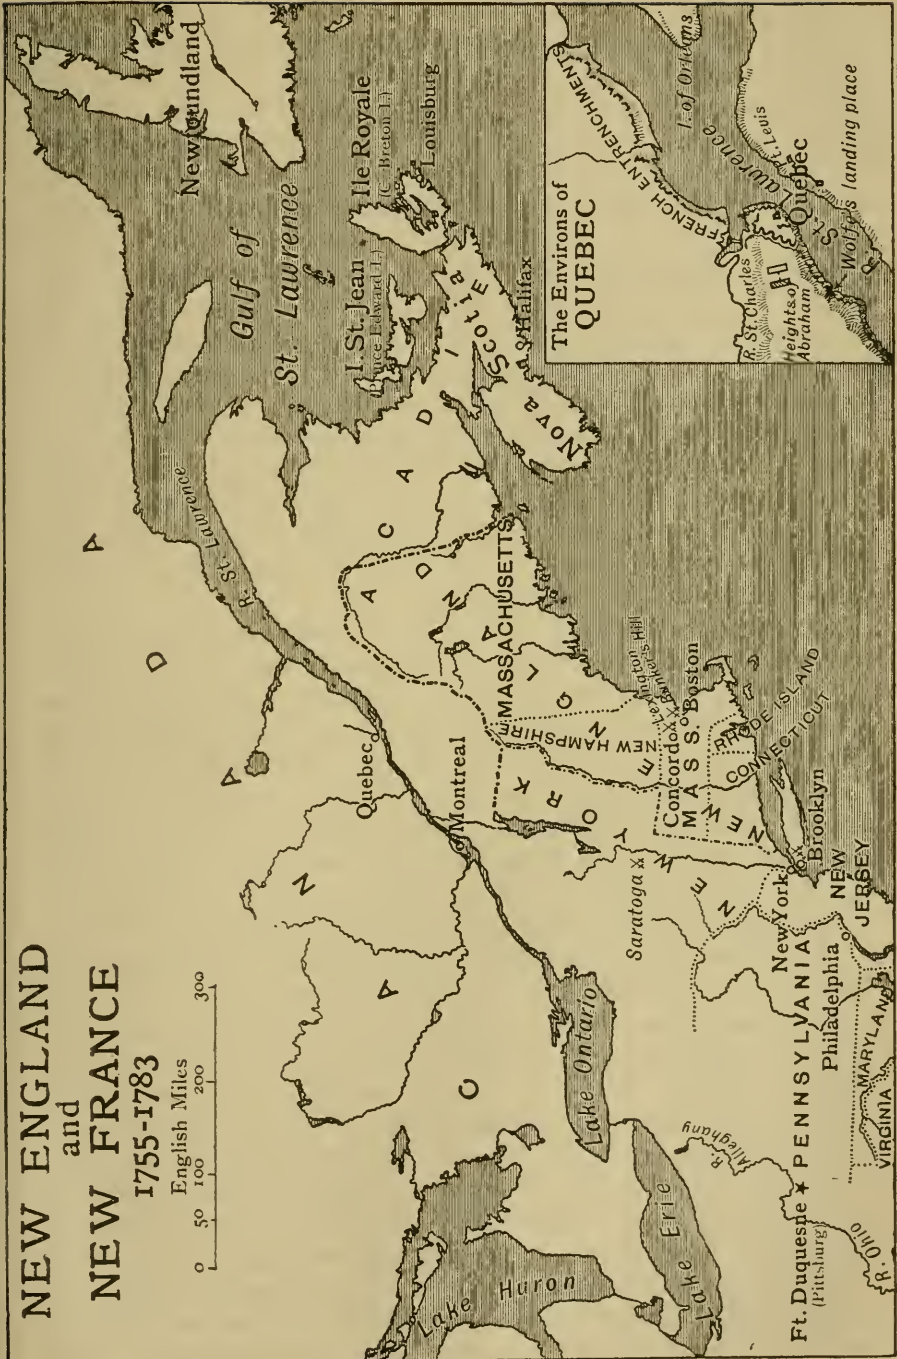 NEW ENGLAND
and
NEW FRANCE
1755-1783
English Miles
0 50 100 200 300
CANADA
Newfoundland
Gulf of
St. Lawrence
R. St. Lawrence
I. St. Jean
(Prince Edward I.)
Ile Royale
(C. Breton I.)
Louisburg
ACADIA
Nova Scotia
Halifax
Quebec
Montreal
NEW ENGLAND
MASSACHUSETTS
NEW HAMPSHIRE
Lexington
Bunker's Hill
Concord
Boston
MASS.
RHODE ISLAND
CONNECTICUT
NEW YORK
Saratoga
New York
Brooklyn
NEW
JERSEY
Philadelphia
PENNSYLVANIA
MARYLAND
VIRGINIA
Lake Ontario
Lake Erie
Lake Huron
R. Alleghany
Ft. Duquesne
(Pittsburg)
R. Ohio
The Environs of
QUEBEC
FRENCH ENTRENCHMENTS
I. of Orleans
R. St. Lawrence
Pt. Levis
Quebec
R. St. Charles
Heights of
Abraham
Wolfe's landing place